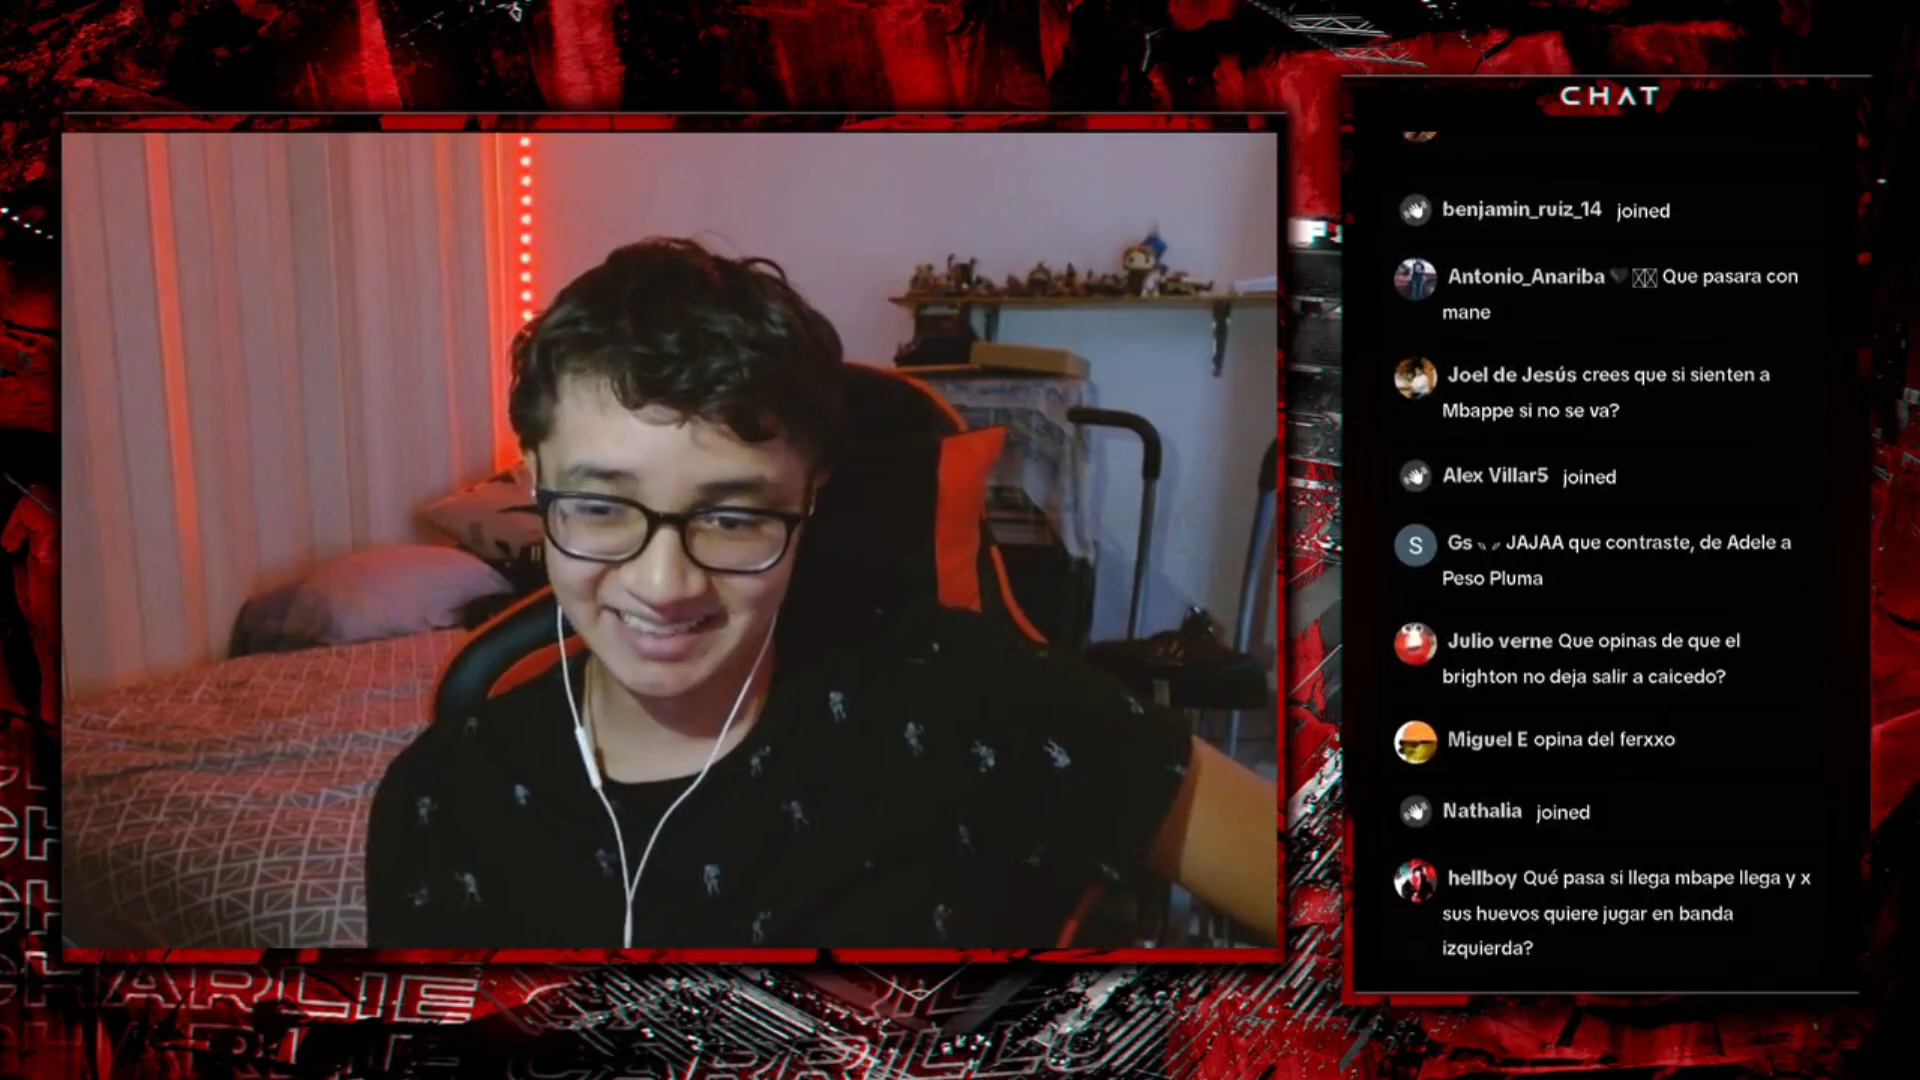 CHAT
benjamin_ruiz_14 joined
Antonio_Anariba Que pasara con
mane
Joel de Jesús crees que si sienten a
Mbappe si no se va?
Alex Villar5 joined
S Gs JAJAA que contraste, de Adele a
Peso Pluma
Julio verne Que opinas de que el
brighton no deja salir a caicedo?
Miguel E opina del ferxxo
Nathalia joined
hellboy Qué pasa si llega mbape llega y x
sus huevos quiere jugar en banda
izquierda?
CHARLIE
CHARLIE CARRILLO